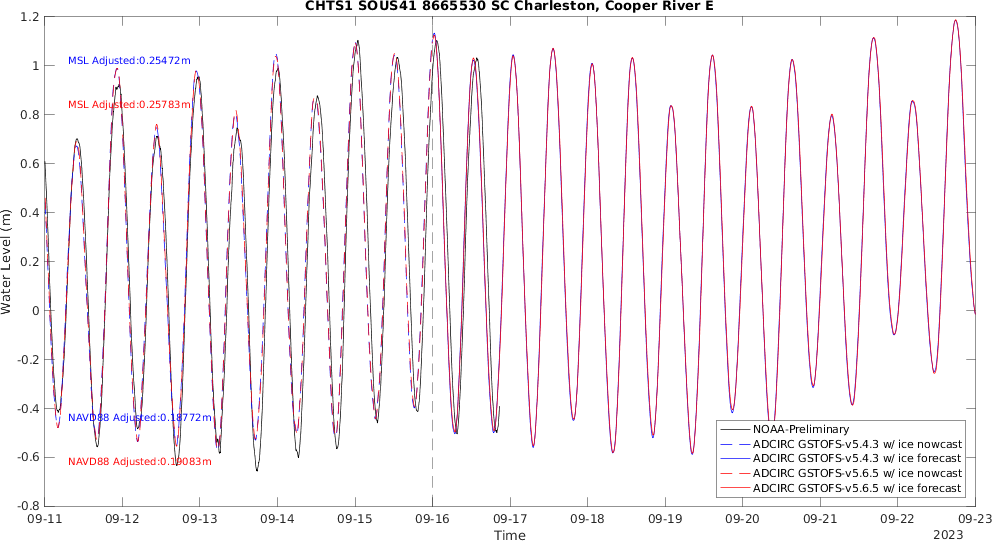 CHTS1 SOUS41 8665530 SC Charleston, Cooper River E
1.2
1
0.8
0.6
0.4
0.2
0
-0.2
-0.4
-0.6
-0.8
Water Level (m)
MSL Adjusted:0.25472m
MSL Adjusted:0.25783m
NAVD88 Adjusted:0.18772m
NAVD88 Adjusted:0.19083m
NOAA-Preliminary
ADCIRC GSTOFS-v5.4.3 w/ ice nowcast
ADCIRC GSTOFS-v5.4.3 w/ ice forecast
ADCIRC GSTOFS-v5.6.5 w/ ice nowcast
ADCIRC GSTOFS-v5.6.5 w/ ice forecast
09-11 09-12 09-13 09-14 09-15 09-16 09-17 09-18 09-19 09-20 09-21 09-22 09-23
Time
2023